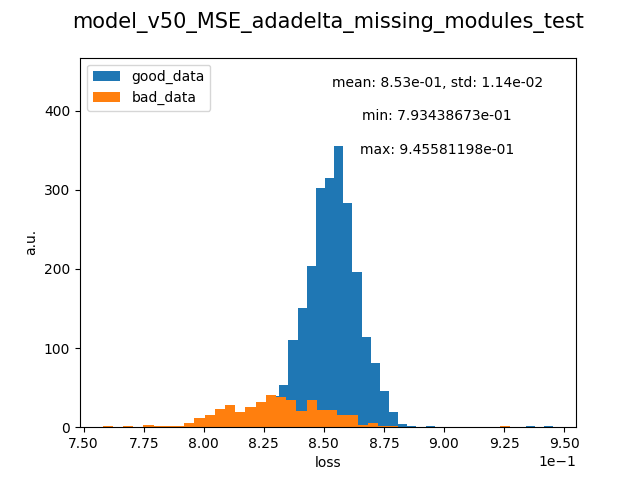 model_v50_MSE_adadelta_missing_modules_test
good_data
bad_data
mean: 8.53e-01, std: 1.14e-02
min: 7.93438673e-01
max: 9.45581198e-01
a.u.
400
300
200
100
0
7.50 7.75 8.00 8.25 8.50 8.75 9.00 9.25 9.50
loss
1e−1